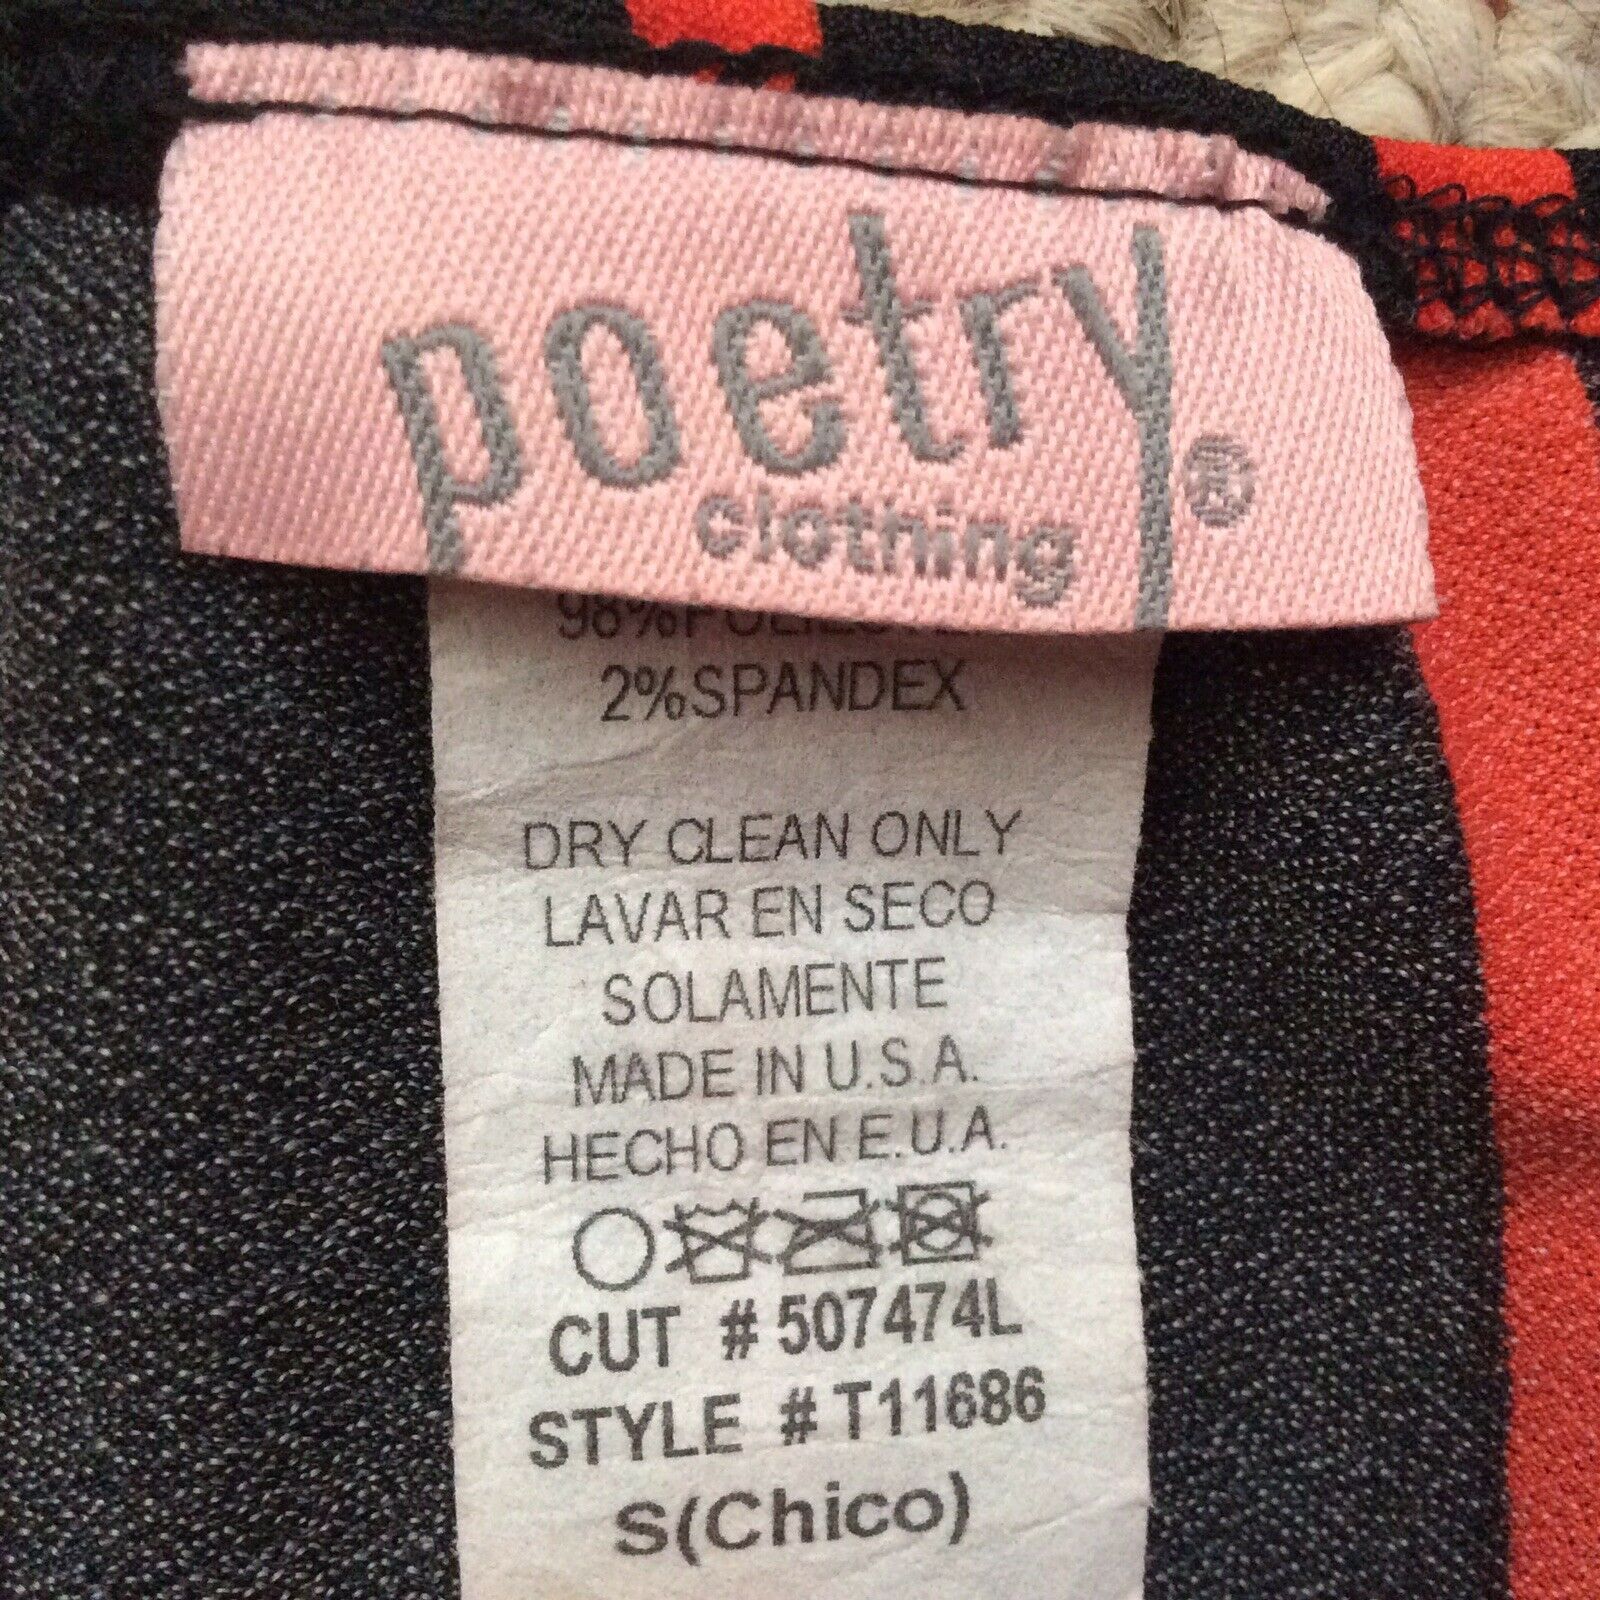 poetry
clothing
98%
2%SPANDEX
DRY CLEAN ONLY
LAVAR EN SECO
SOLAMENTE
MADE IN U.S.A.
HECHO EN E.U.A.
CUT # 507474L
STYLE # T11686
S(Chico)